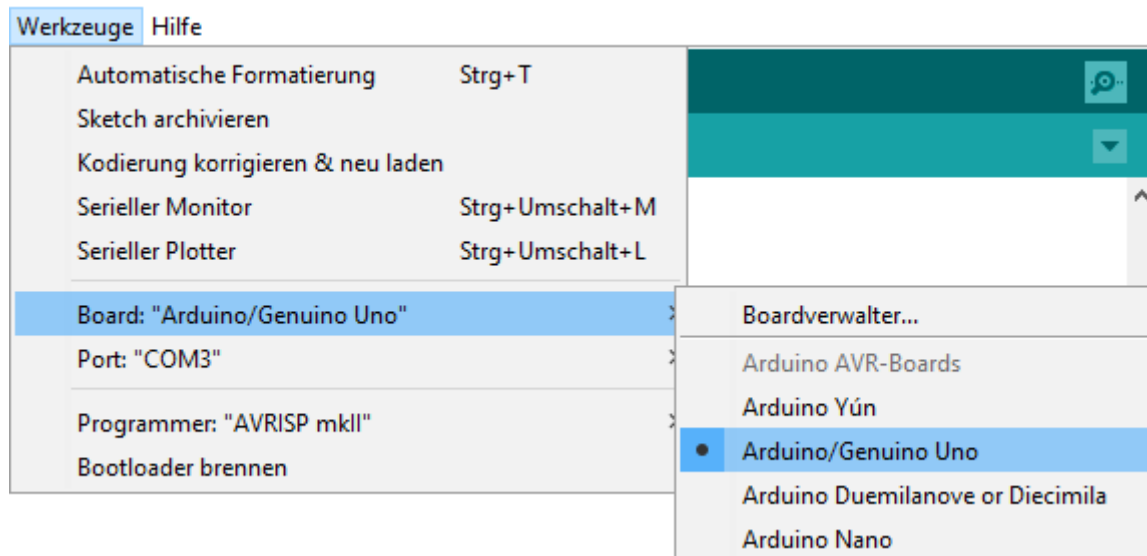 Werkzeuge Hilfe
Automatische Formatierung Strg+T
Sketch archivieren
Kodierung korrigieren & neu laden
Serieller Monitor Strg+Umschalt+M
Serieller Plotter Strg+Umschalt+L
Board: "Arduino/Genuino Uno"
Port: "COM3"
Programmer: "AVRISP mkII"
Bootloader brennen
Boardverwalter...
Arduino AVR-Boards
Arduino Yún
Arduino/Genuino Uno
Arduino Duemilanove or Diecimila
Arduino Nano